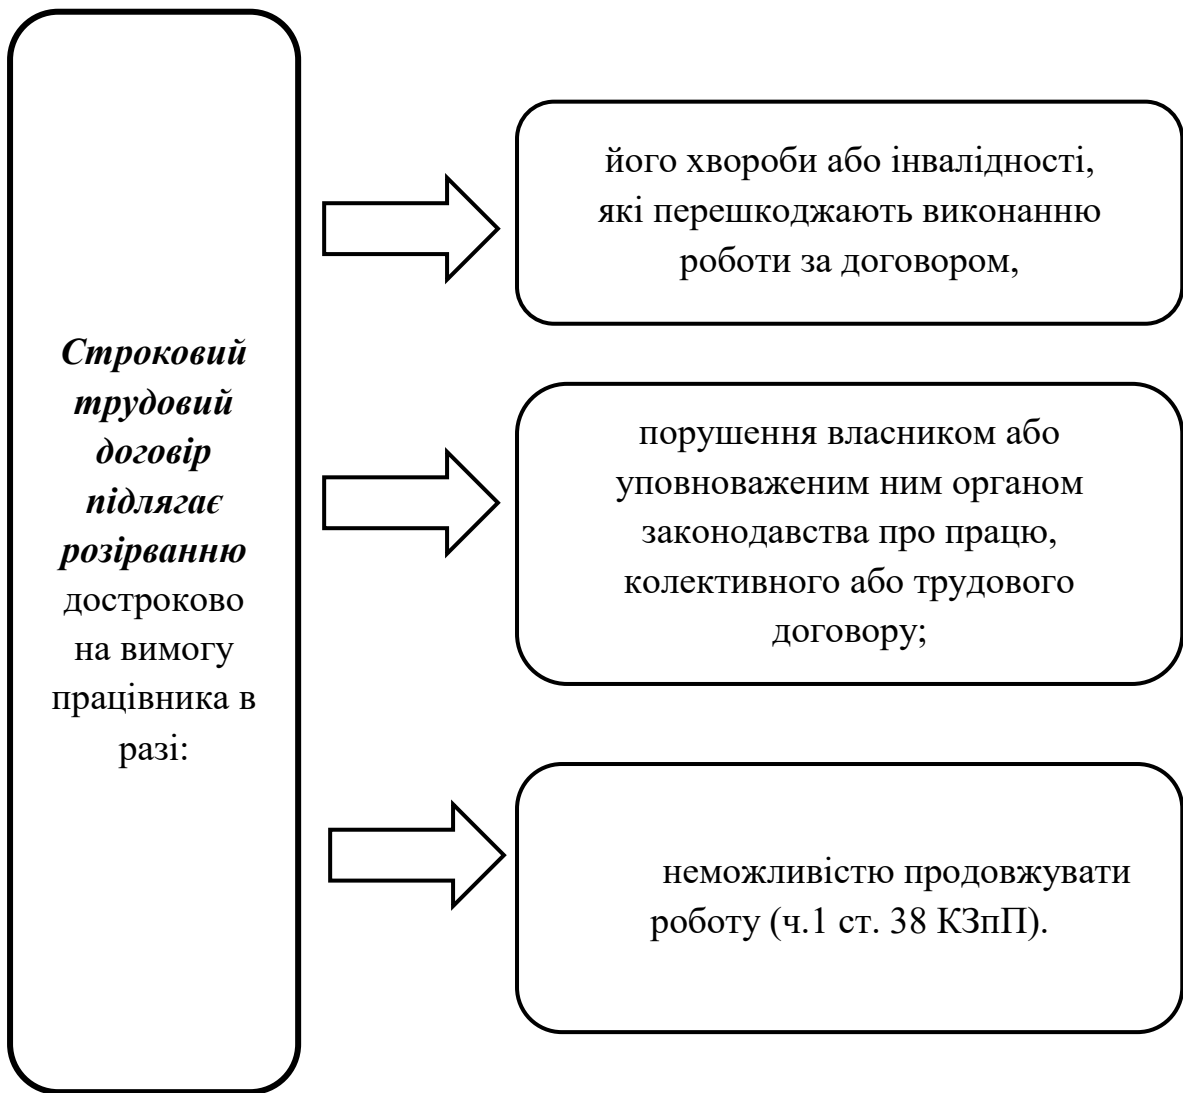 Строковий
трудовий
договір
підлягає
розірванню
достроково
на вимогу
працівника в
разі:
його хвороби або інвалідності,
які перешкоджають виконанню
роботи за договором,
порушення власником або
уповноваженим ним органом
законодавства про працю,
колективного або трудового
договору;
неможливістю продовжувати
роботу (ч.1 ст. 38 КЗпП).